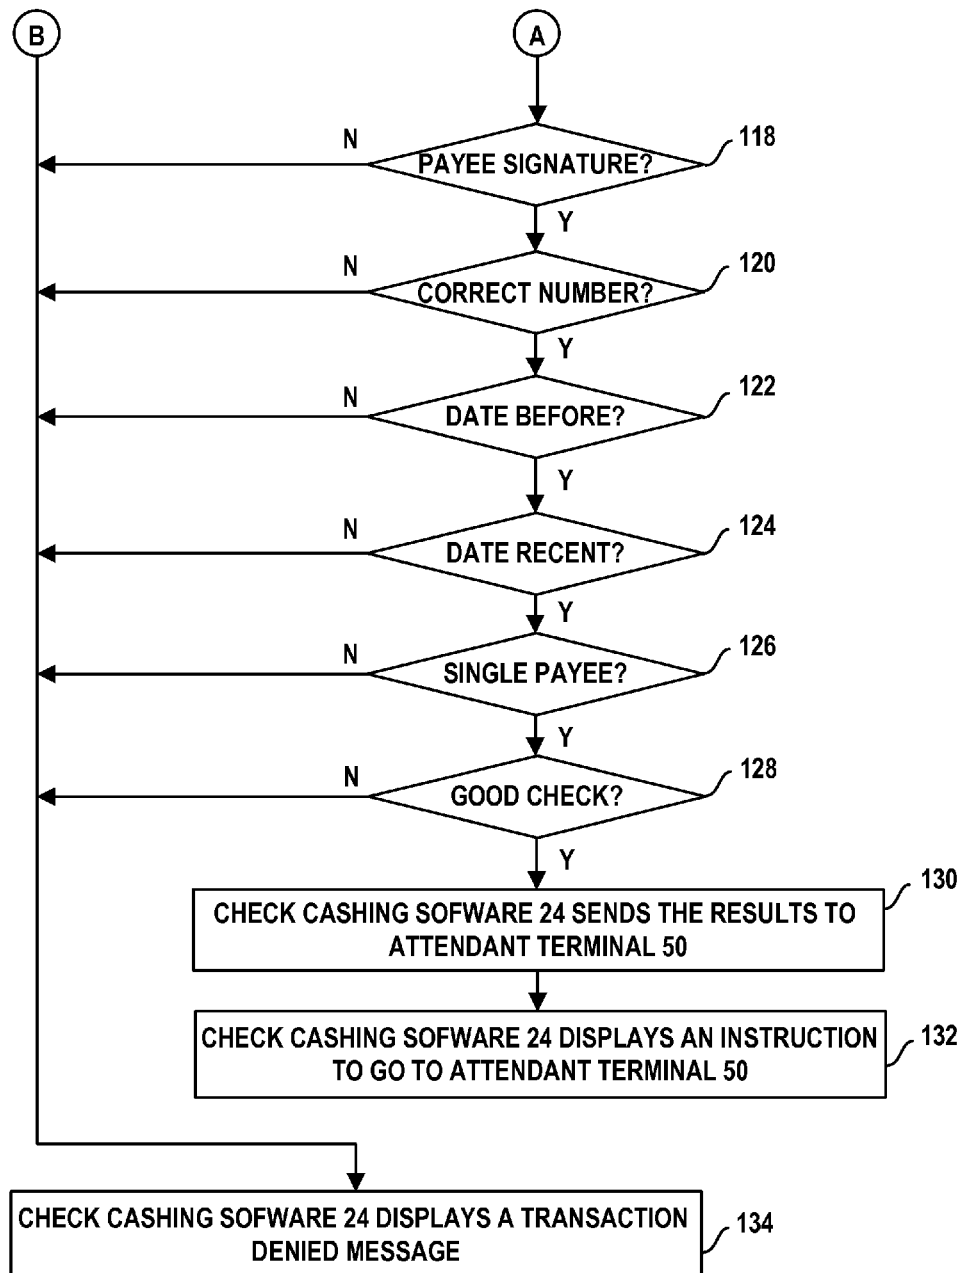 B
A
N
PAYEE SIGNATURE?
118
Y
N
CORRECT NUMBER?
120
Y
N
DATE BEFORE?
122
Y
N
DATE RECENT?
124
Y
N
SINGLE PAYEE?
126
Y
N
GOOD CHECK?
128
Y
CHECK CASHING SOFWARE 24 SENDS THE RESULTS TO
ATTENDANT TERMINAL 50
130
CHECK CASHING SOFWARE 24 DISPLAYS AN INSTRUCTION
TO GO TO ATTENDANT TERMINAL 50
132
CHECK CASHING SOFWARE 24 DISPLAYS A TRANSACTION
DENIED MESSAGE
134